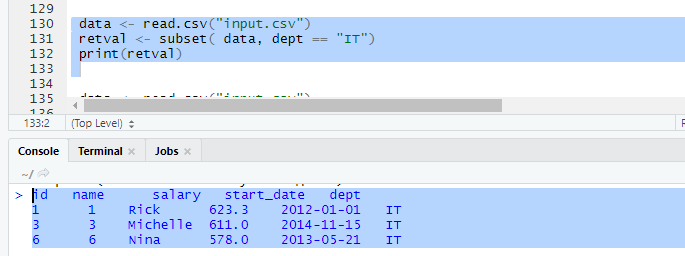 129
130 data <- read.csv("input.csv")
131 retval <- subset( data, dept == "IT")
132 print(retval)
133
134
135 data <- read.csv("input.csv")
136
133:2 (Top Level)
Console Terminal × Jobs ×
~/
> id name salary start_date dept
1 1 Rick 623.3 2012-01-01 IT
3 3 Michelle 611.0 2014-11-15 IT
6 6 Nina 578.0 2013-05-21 IT